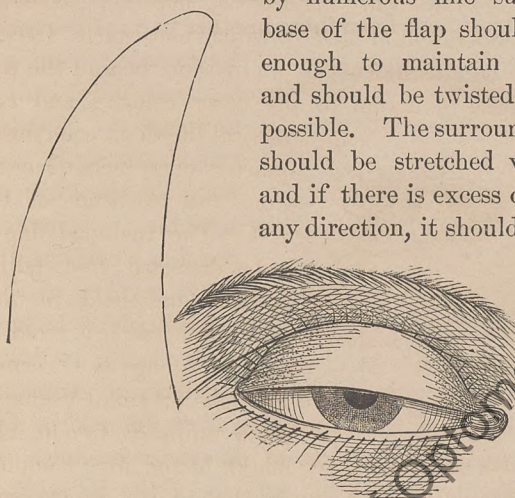 by numerous fine
base of the flap shoul
enough to maintain
and should be twisted
possible. The surroun
should be stretched
and if there is excess
any direction, it should
Optom